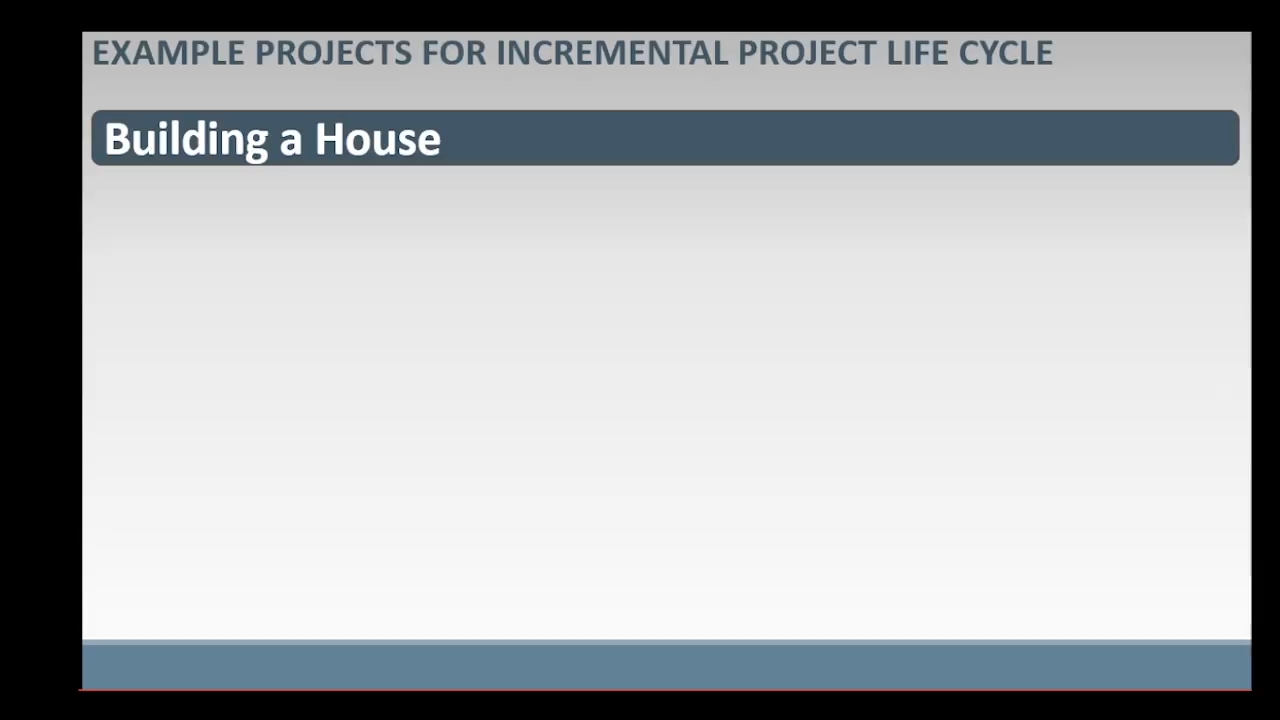 EXAMPLE PROJECTS FOR INCREMENTAL PROJECT LIFE CYCLE
Building a House